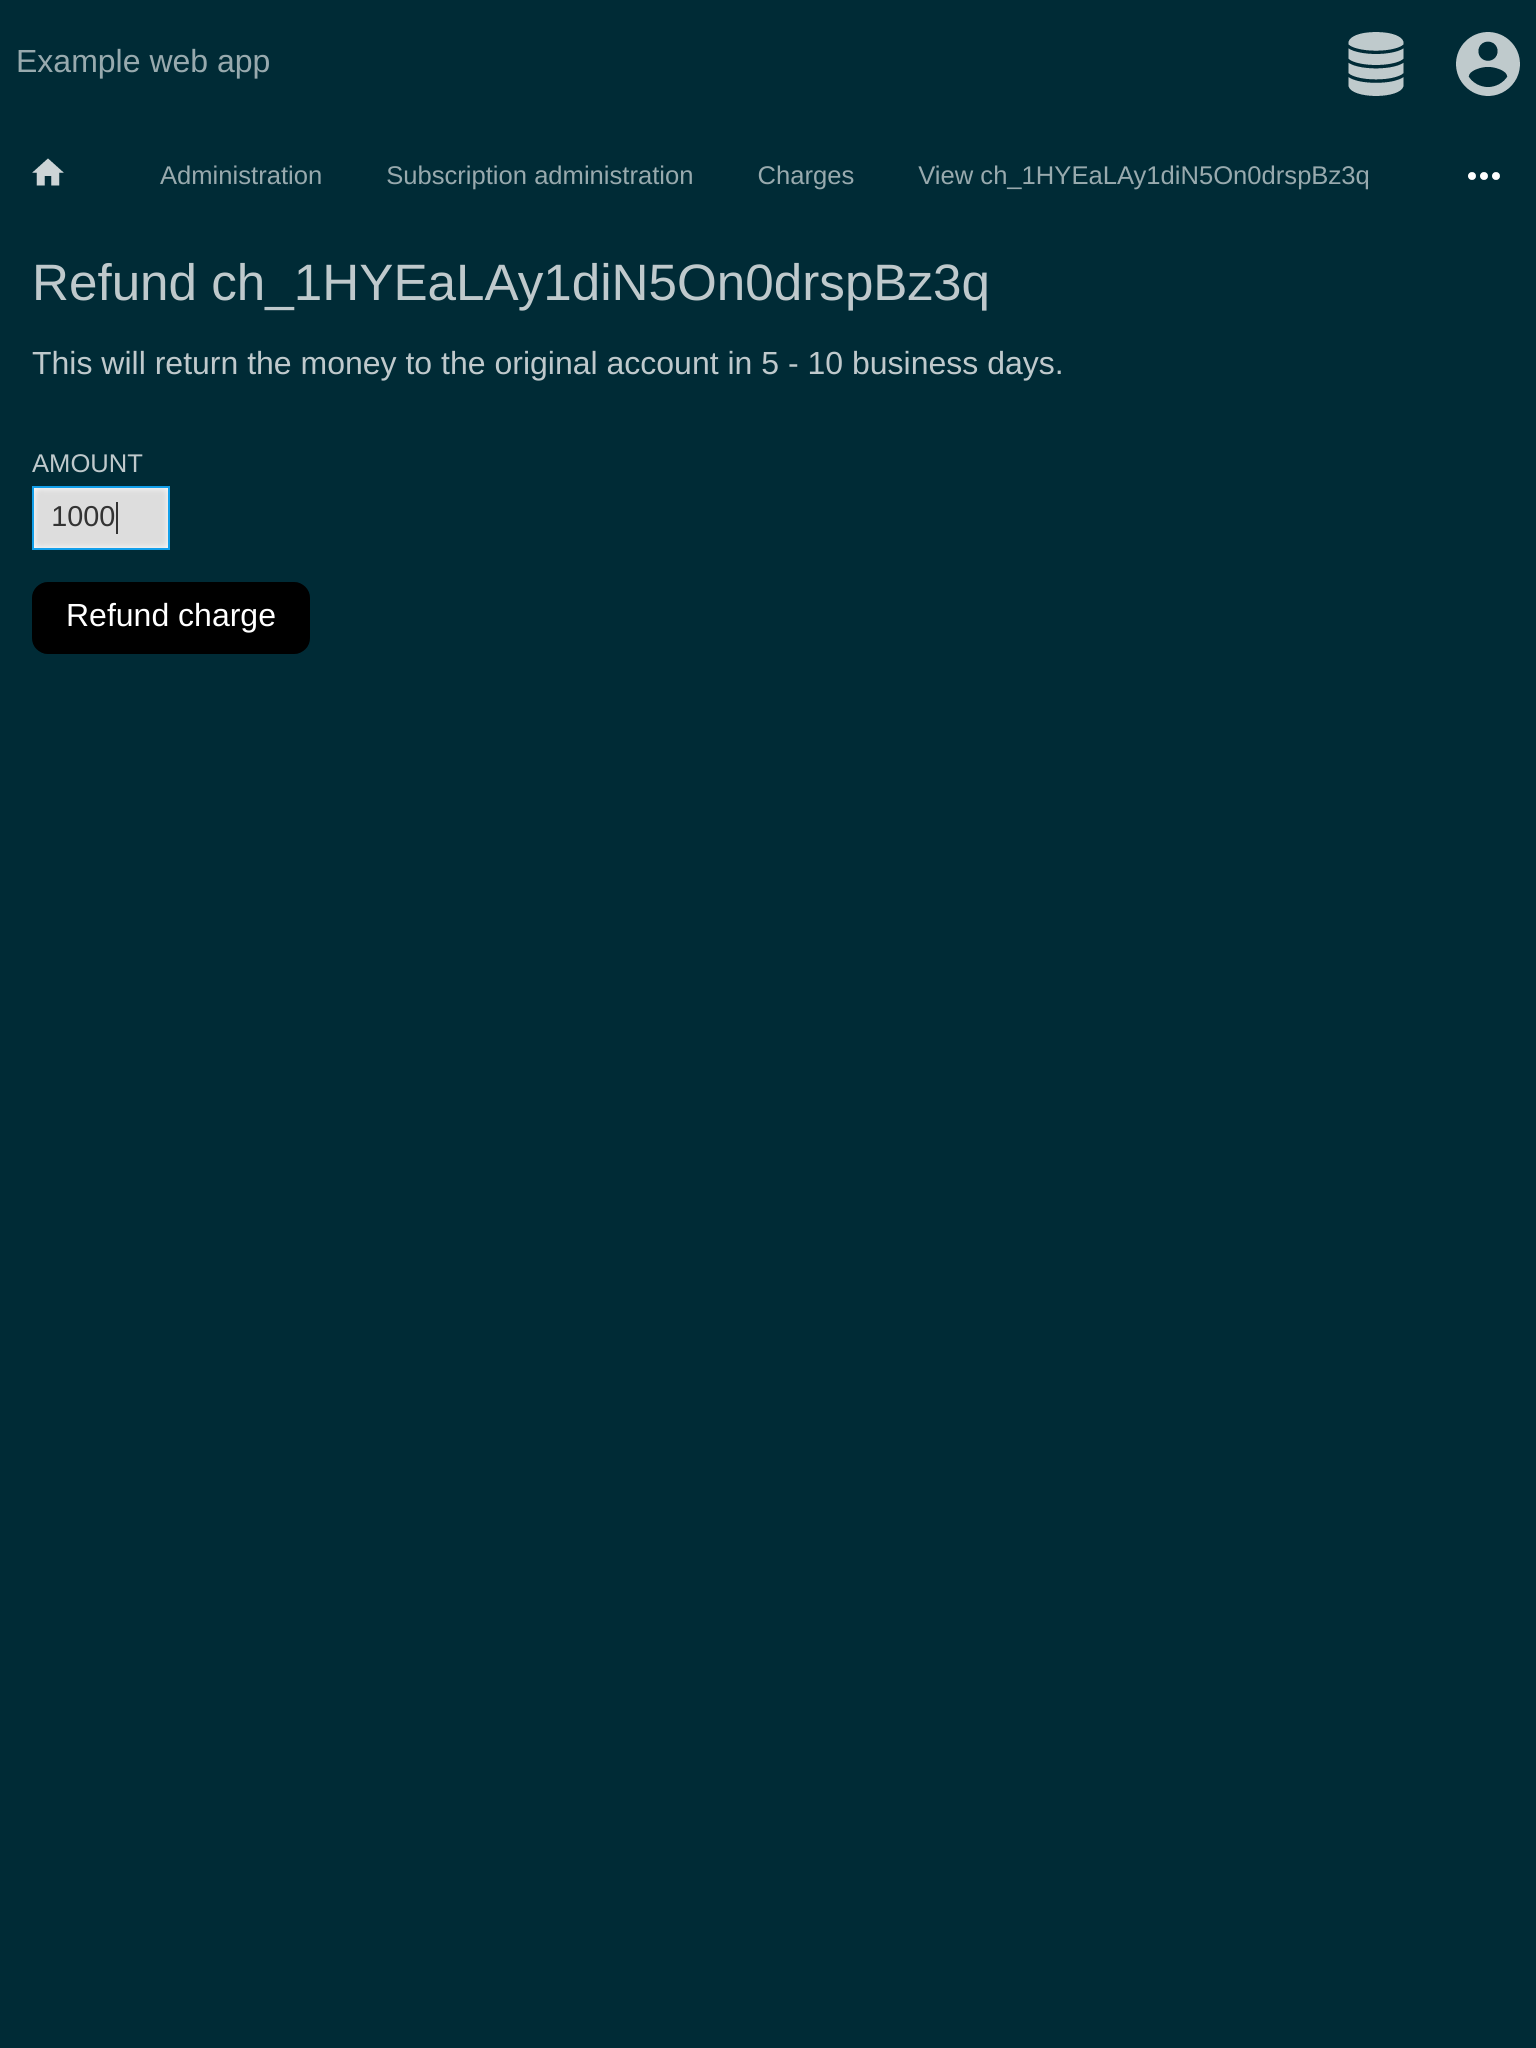 Example web app
Administration Subscription administration Charges View ch_1HYEaLAy1diN5On0drspBz3q
Refund ch_1HYEaLAy1diN5On0drspBz3q
This will return the money to the original account in 5 - 10 business days.
AMOUNT
1000
Refund charge